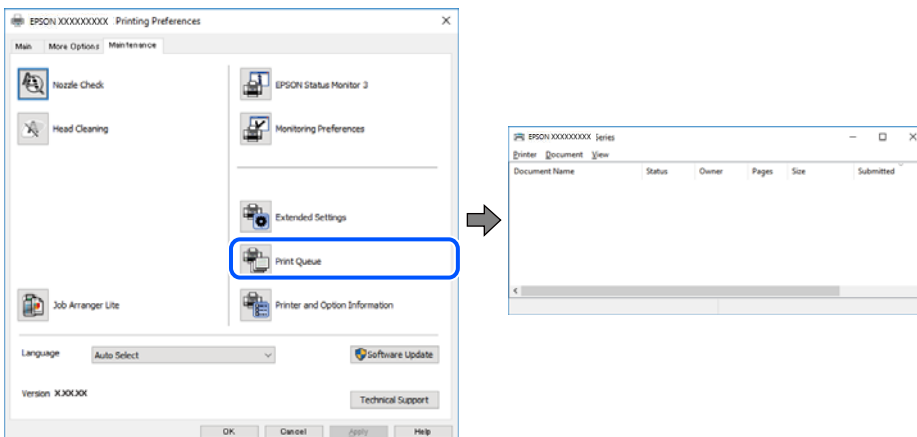 EPSON XXXXXXXXX Printing Preferences
Main More Options Maintenance
Nozzle Check
EPSON Status Monitor 3
Head Cleaning
Monitoring Preferences
Extended Settings
Print Queue
Job Arranger Lite
Printer and Option Information
Language Auto Select Software Update
Version X.XX.XX
Technical Support
OK Cancel Apply Help
EPSON XXXXXXXXX Series
Printer Document View
Document Name Status Owner Pages Size Submitted